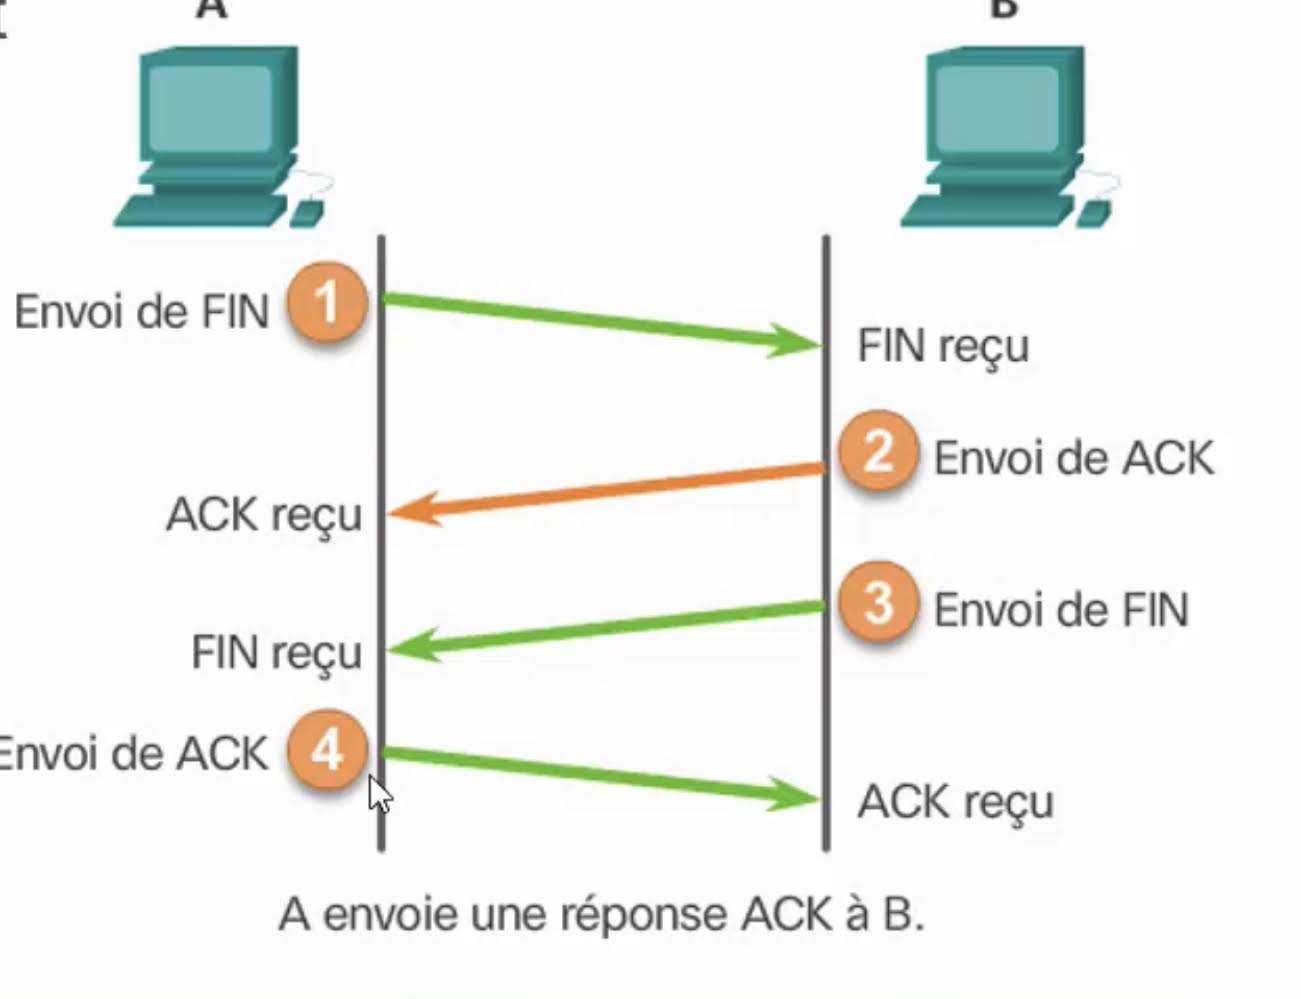 A B
Envoi de FIN 1
FIN reçu
2 Envoi de ACK
ACK reçu
3 Envoi de FIN
FIN reçu
Envoi de ACK 4
ACK reçu
A envoie une réponse ACK à B.